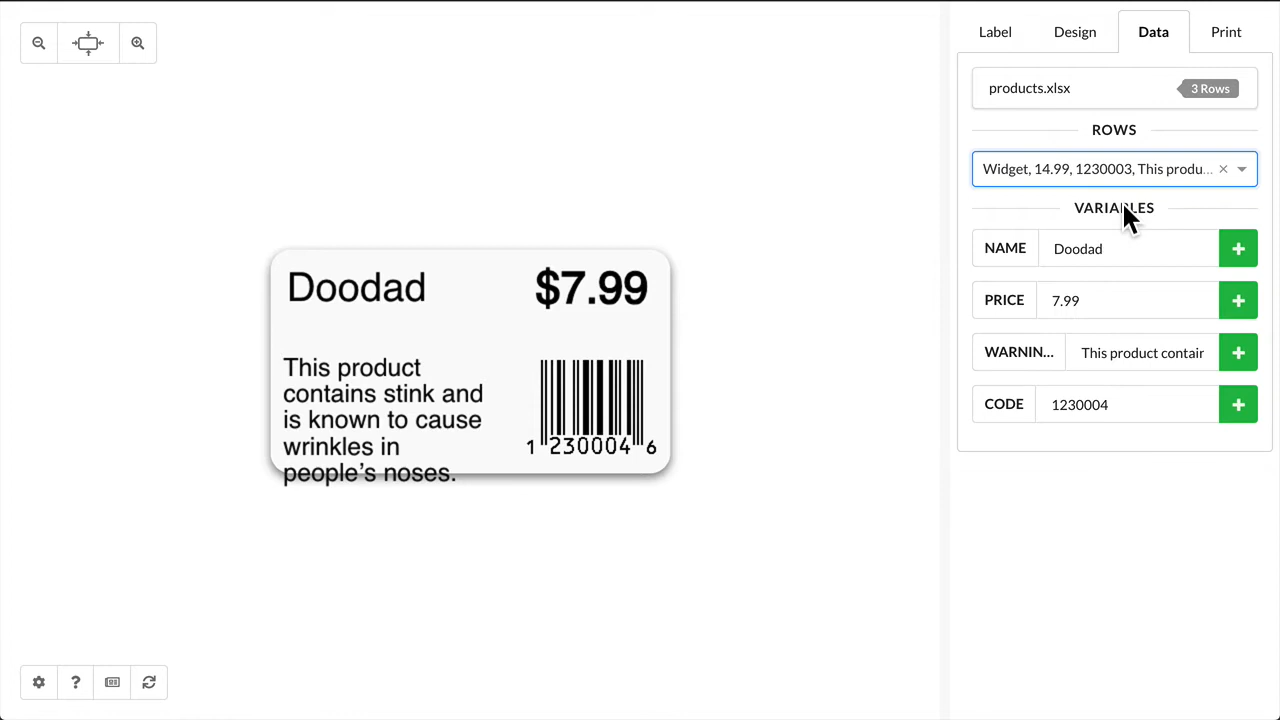 Label Design Data Print
products.xlsx 3 Rows
ROWS
Widget, 14.99, 1230003, This produ...
VARIABLES
NAME Doodad
PRICE 7.99
WARNIN... This product contair
CODE 1230004
Doodad $7.99
This product
contains stink and
is known to cause
wrinkles in
people’s noses.
1 230004 6
?